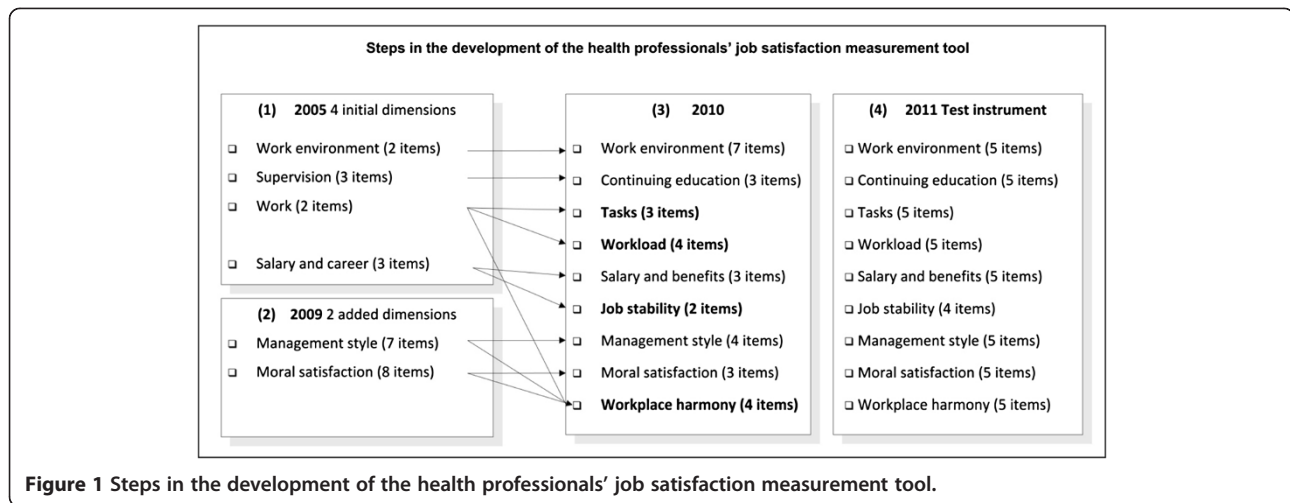 Steps in the development of the health professionals' job satisfaction measurement tool
(1) 2005 4 initial dimensions
❑ Work environment (2 items)
❑ Supervision (3 items)
❑ Work (2 items)
❑ Salary and career (3 items)
(2) 2009 2 added dimensions
❑ Management style (7 items)
❑ Moral satisfaction (8 items)
(3) 2010
❑ Work environment (7 items)
❑ Continuing education (3 items)
❑ Tasks (3 items)
❑ Workload (4 items)
❑ Salary and benefits (3 items)
❑ Job stability (2 items)
❑ Management style (4 items)
❑ Moral satisfaction (3 items)
❑ Workplace harmony (4 items)
(4) 2011 Test instrument
❑ Work environment (5 items)
❑ Continuing education (5 items)
❑ Tasks (5 items)
❑ Workload (5 items)
❑ Salary and benefits (5 items)
❑ Job stability (4 items)
❑ Management style (5 items)
❑ Moral satisfaction (5 items)
❑ Workplace harmony (5 items)
Figure 1 Steps in the development of the health professionals' job satisfaction measurement tool.